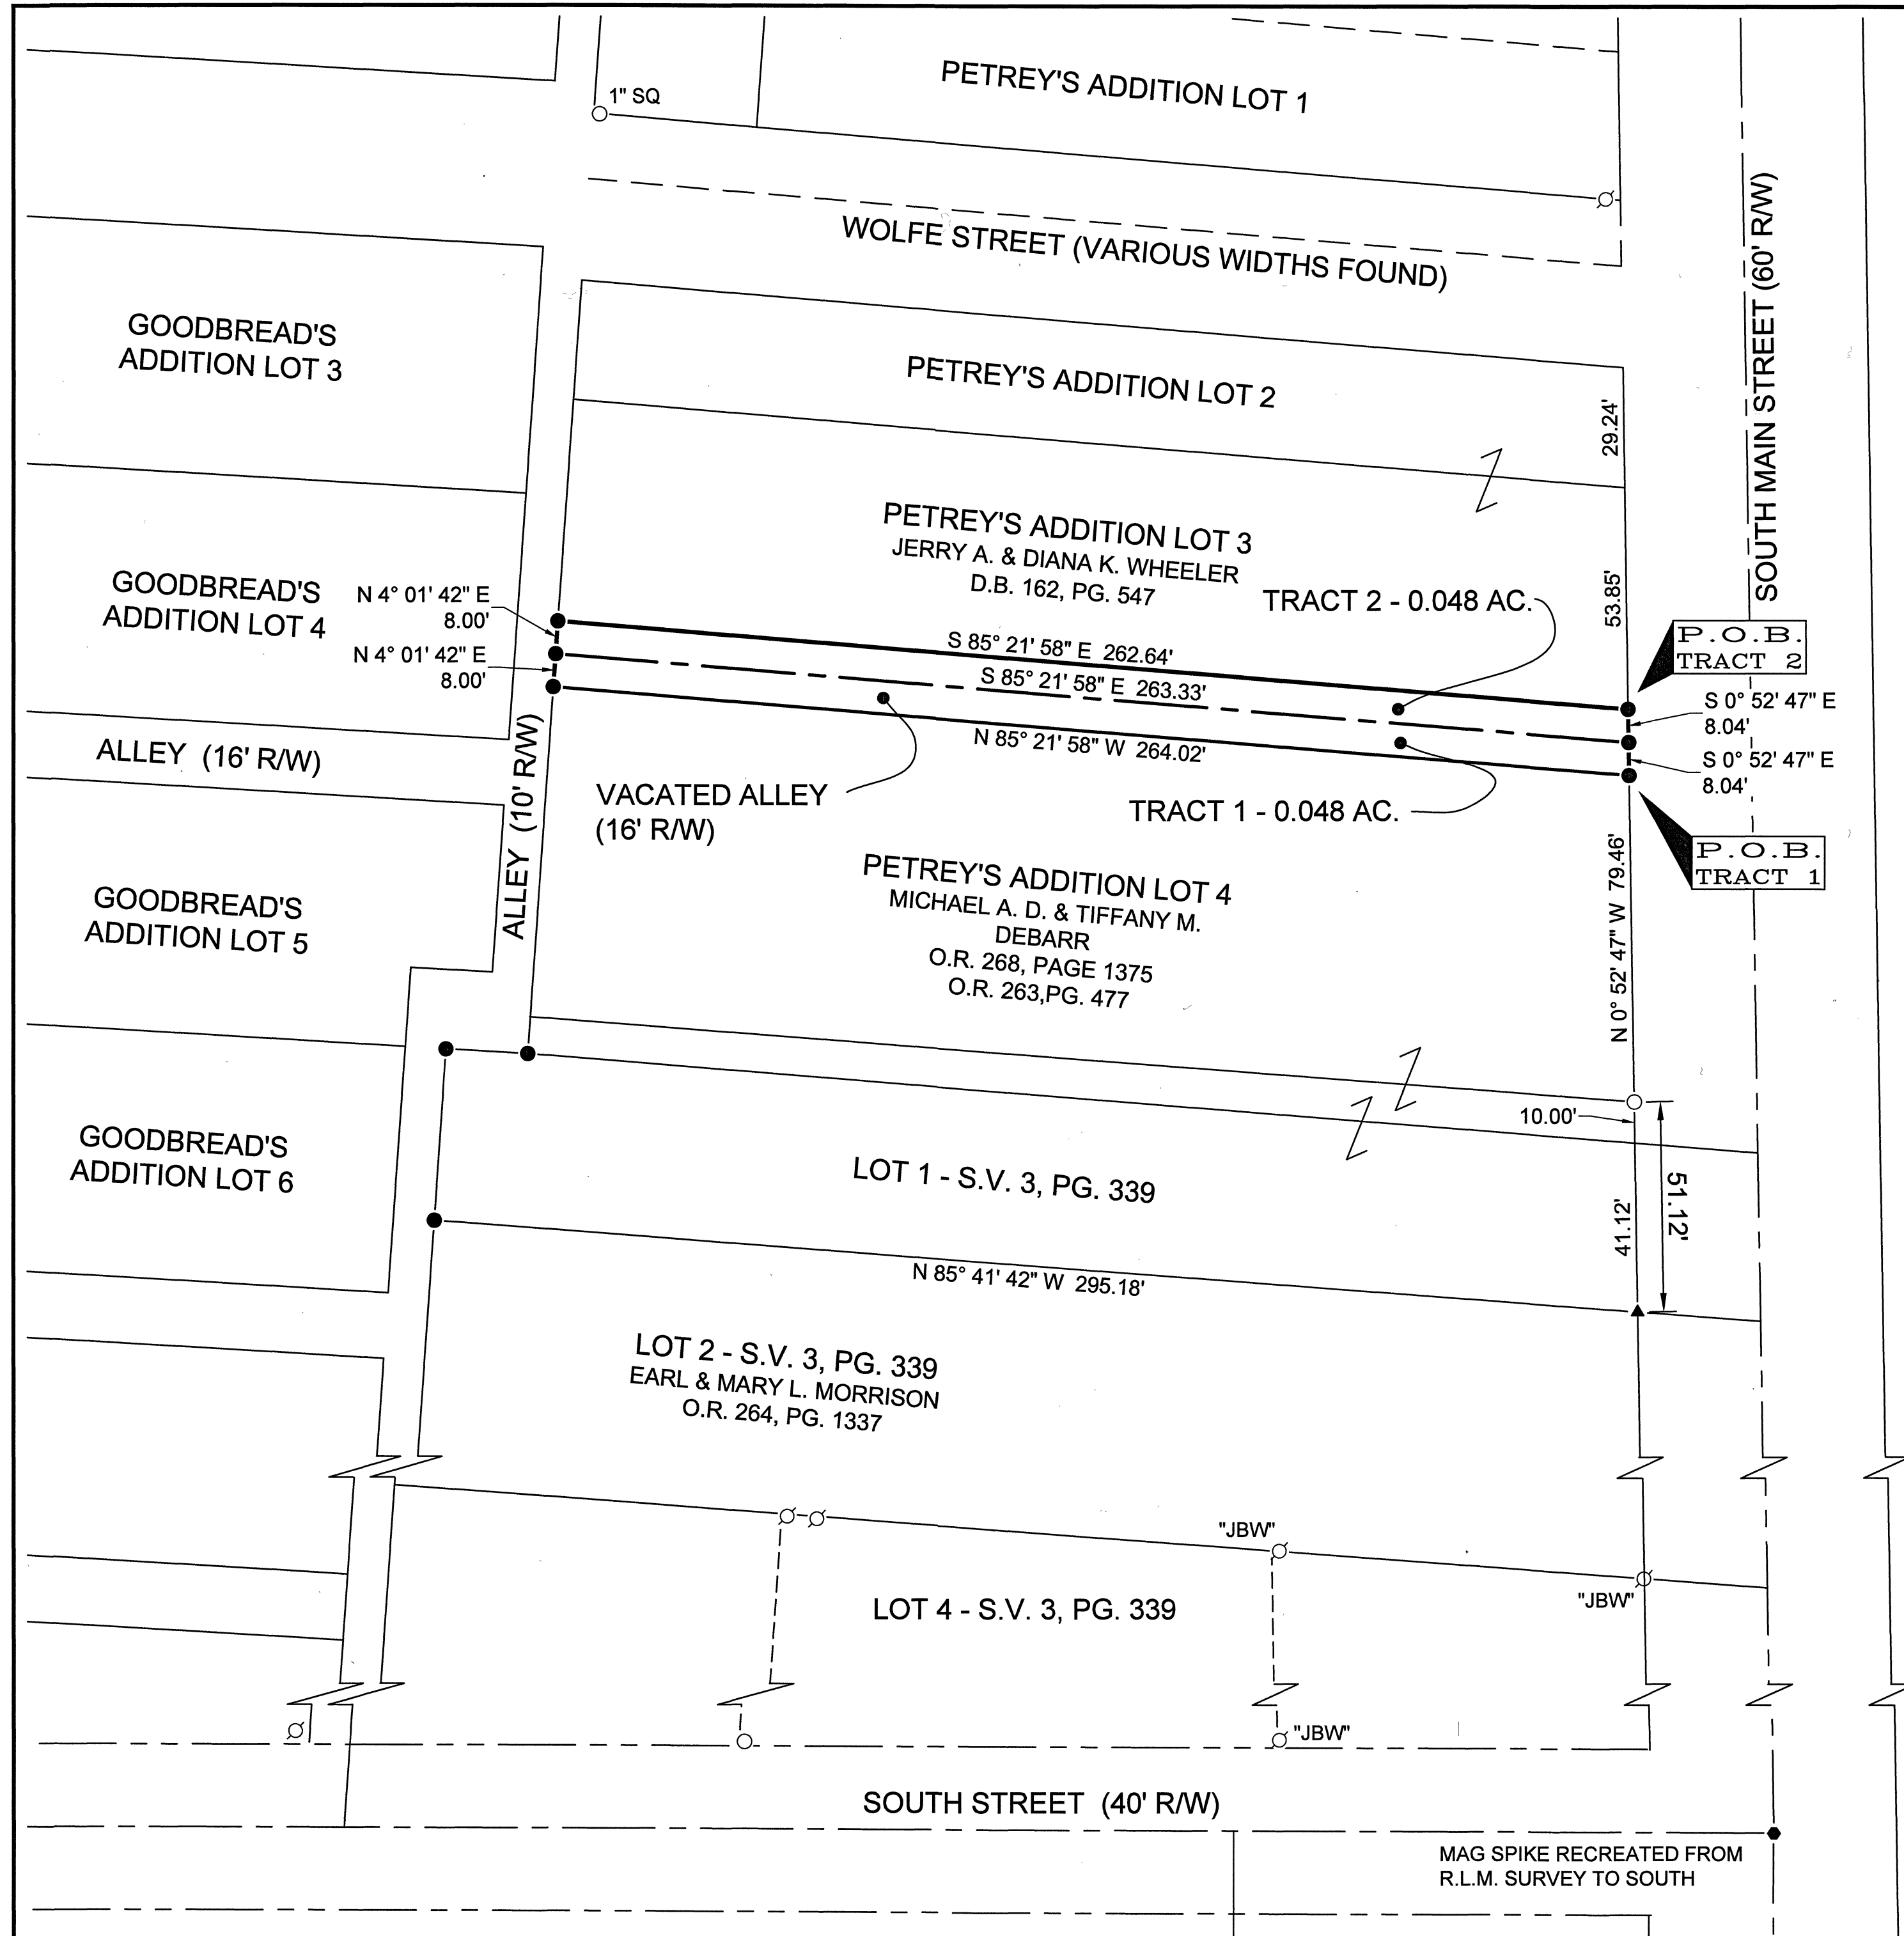 1" SQ
PETREY'S ADDITION LOT 1
WOLFE STREET (VARIOUS WIDTHS FOUND)
SOUTH MAIN STREET (60' R/W)
GOODBREAD'S
ADDITION LOT 3
PETREY'S ADDITION LOT 2
29.24'
PETREY'S ADDITION LOT 3
JERRY A. & DIANA K. WHEELER
D.B. 162, PG. 547
53.85'
GOODBREAD'S
ADDITION LOT 4
N 4° 01' 42" E
8.00'
N 4° 01' 42" E
8.00'
TRACT 2 - 0.048 AC.
P.O.B.
TRACT 2
S 85° 21' 58" E 262.64'
S 85° 21' 58" E 263.33'
N 85° 21' 58" W 264.02'
S 0° 52' 47" E
8.04'
S 0° 52' 47" E
8.04'
ALLEY (16' R/W)
ALLEY (10' R/W)
VACATED ALLEY
(16' R/W)
TRACT 1 - 0.048 AC.
P.O.B.
TRACT 1
N 0° 52' 47" W 79.46'
PETREY'S ADDITION LOT 4
MICHAEL A. D. & TIFFANY M.
DEBARR
O.R. 268, PAGE 1375
O.R. 263,PG. 477
GOODBREAD'S
ADDITION LOT 5
10.00'
51.12'
41.12'
GOODBREAD'S
ADDITION LOT 6
LOT 1 - S.V. 3, PG. 339
N 85° 41' 42" W 295.18'
LOT 2 - S.V. 3, PG. 339
EARL & MARY L. MORRISON
O.R. 264, PG. 1337
"JBW"
"JBW"
LOT 4 - S.V. 3, PG. 339
"JBW"
SOUTH STREET (40' R/W)
MAG SPIKE RECREATED FROM
R.L.M. SURVEY TO SOUTH